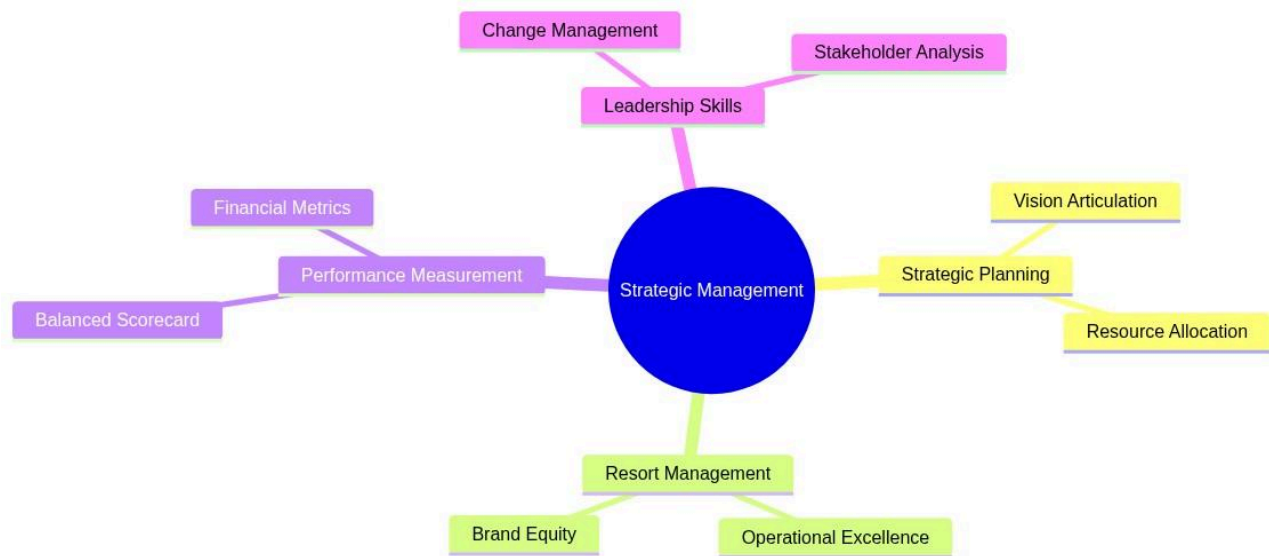 Change Management
Stakeholder Analysis
Leadership Skills
Financial Metrics
Vision Articulation
Performance Measurement
Strategic Planning
Strategic Management
Balanced Scorecard
Resource Allocation
Resort Management
Brand Equity
Operational Excellence